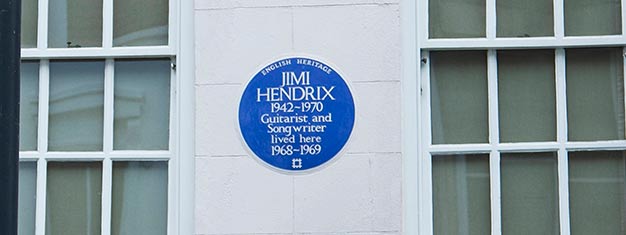 ENGLISH HERITAGE
JIMI
HENDRIX
1942~1970
Guitarist and
Songwriter
lived here
1968~1969